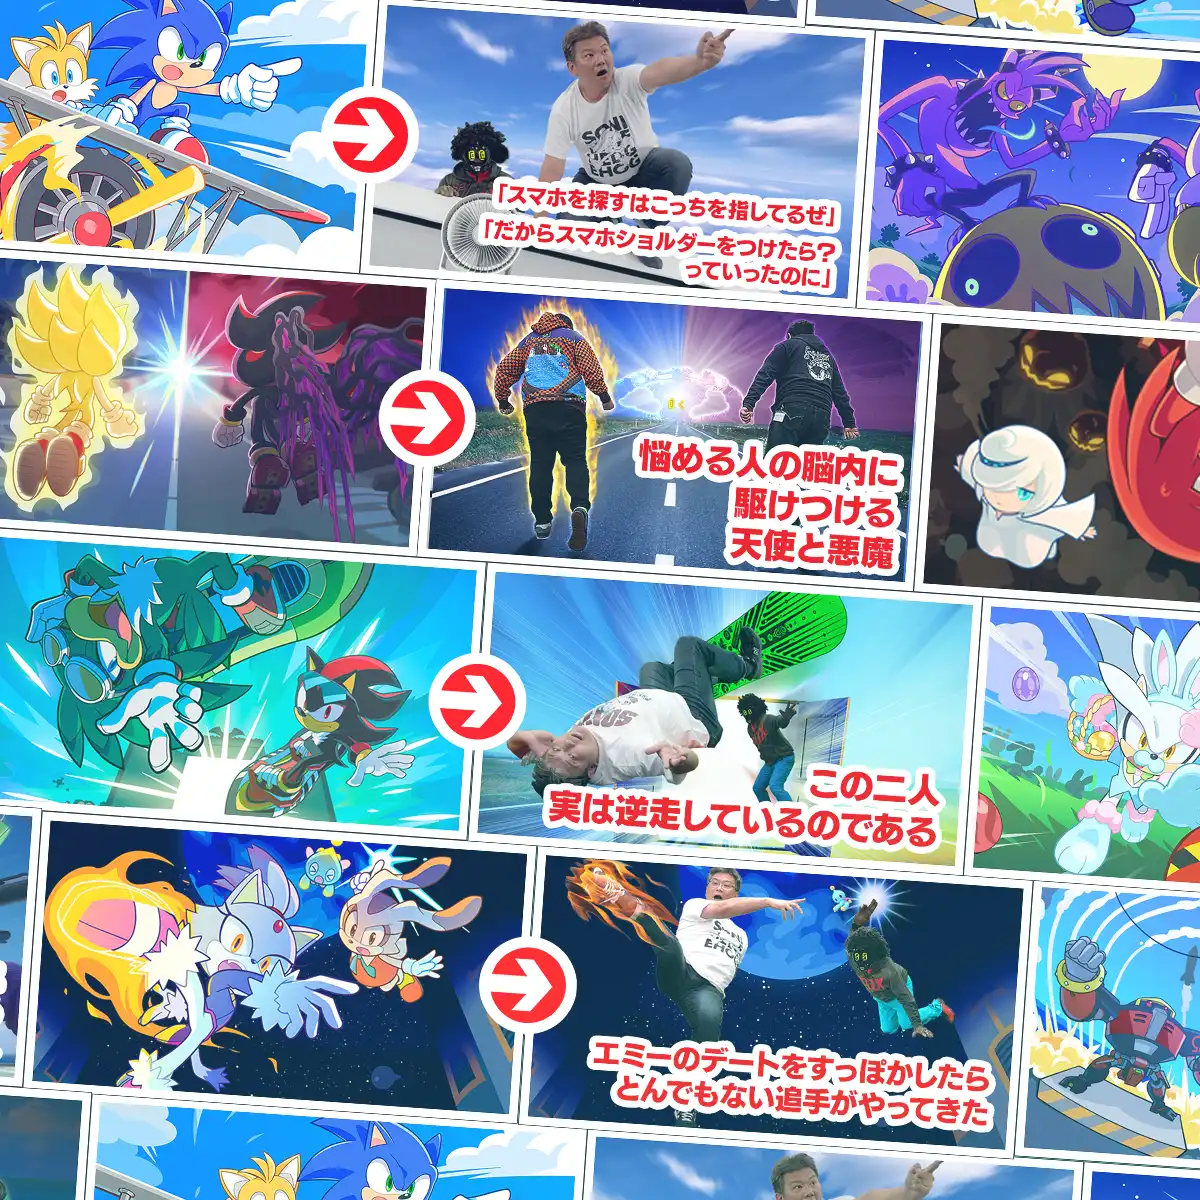 SONI
THE
HEDG
EHOG
「スマホを探すはこっちを指してるぜ」
「だからスマホショルダーをつけたら?
っていったのに」
悩める人の脳内に
駆けつける
天使と悪魔
この二人
実は逆走しているのである
エミーのデートをすっぽかしたら
とんでもない追手がやってきた